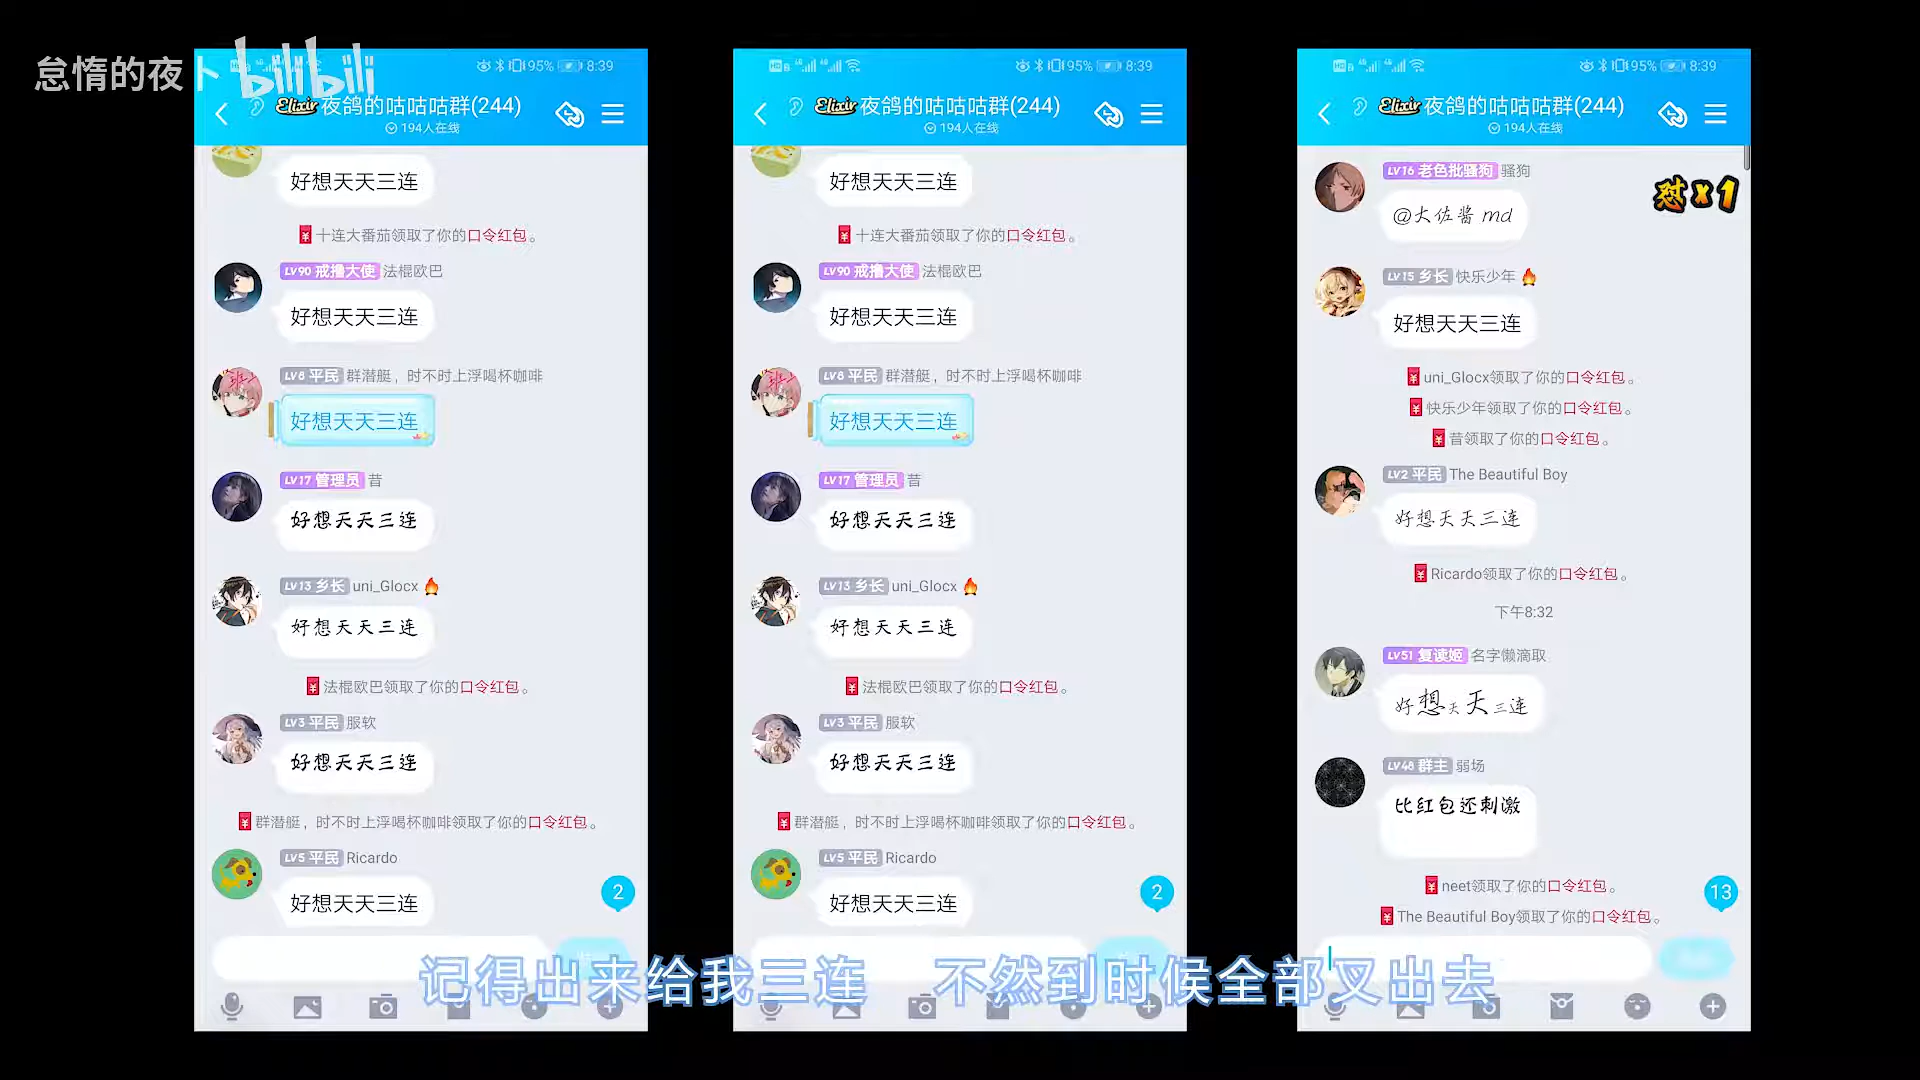 怠惰的夜卜
bilibili
95% 8:39
Elixir 夜鸽的咕咕咕群(244)
194人在线
好想天天三连
十连大番茄领取了你的口令红包。
LV90 戒撸大使 法棍欧巴
好想天天三连
LV8 平民 群潜艇，时不时上浮喝杯咖啡
好想天天三连
LV17 管理员 昔
好想天天三连
LV13 乡长 uni_Glocx
好想天天三连
法棍欧巴领取了你的口令红包。
LV3 平民 服软
好想天天三连
群潜艇，时不时上浮喝杯咖啡领取了你的口令红包。
LV5 平民 Ricardo
好想天天三连
2
95% 8:39
Elixir 夜鸽的咕咕咕群(244)
194人在线
好想天天三连
十连大番茄领取了你的口令红包。
LV90 戒撸大使 法棍欧巴
好想天天三连
LV8 平民 群潜艇，时不时上浮喝杯咖啡
好想天天三连
LV17 管理员 昔
好想天天三连
LV13 乡长 uni_Glocx
好想天天三连
法棍欧巴领取了你的口令红包。
LV3 平民 服软
好想天天三连
群潜艇，时不时上浮喝杯咖啡领取了你的口令红包。
LV5 平民 Ricardo
好想天天三连
2
95% 8:39
Elixir 夜鸽的咕咕咕群(244)
194人在线
LV16 老色批骚狗 骚狗
怼x1
@大佐酱 md
LV15 乡长 快乐少年
好想天天三连
uni_Glocx领取了你的口令红包。
快乐少年领取了你的口令红包。
昔领取了你的口令红包。
LV2 平民 The Beautiful Boy
好想天天三连
Ricardo领取了你的口令红包。
下午8:32
LV51 复读姬 名字懒滴取
好想天天三连
LV48 群主 弱场
比红包还刺激
neet领取了你的口令红包。
13
The Beautiful Boy领取了你的口令红包。
记得出来给我三连 不然到时候全部叉出去